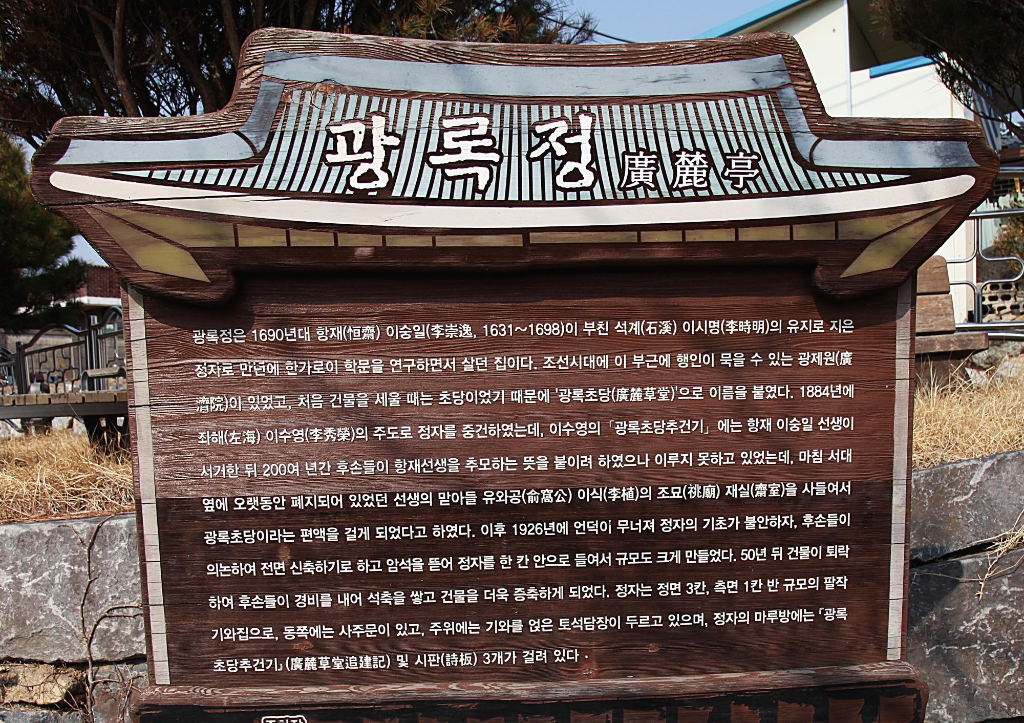 광록정 廣麓亭
광록정은 1690년대 항재(恒齋) 이숭일(李崇逸, 1631~1698)이 부친 석계(石溪) 이시명(李時明)의 유지로 지은
정자로 만년에 한가로이 학문을 연구하면서 살던 집이다. 조선시대에 이 부근에 행인이 묵을 수 있는 광제원(廣
濟院)이 있었고, 처음 건물을 세울 때는 초당이었기 때문에 '광록초당(廣麓草堂)'으로 이름을 붙였다. 1884년에
좌해(左海) 이수영(李秀榮)의 주도로 정자를 중건하였는데, 이수영의 「광록초당추건기」에는 항재 이숭일 선생이
서거한 뒤 200여 년간 후손들이 항재선생을 추모하는 뜻을 붙이려 하였으나 이루지 못하고 있었는데, 마침 서대
옆에 오랫동안 폐지되어 있었던 선생의 맏아들 유와공(俞窩公) 이식(李植)의 조묘(祧廟) 재실(齋室)을 사들여서
광록초당이라는 편액을 걸게 되었다고 하였다. 이후 1926년에 언덕이 무너져 정자의 기초가 불안하자, 후손들이
의논하여 전면 신축하기로 하고 암석을 뜯어 정자를 한 칸 안으로 들여서 규모도 크게 만들었다. 50년 뒤 건물이 퇴락
하여 후손들이 경비를 내어 석축을 쌓고 건물을 더욱 증축하게 되었다. 정자는 정면 3칸, 측면 1칸 반 규모의 팔작
기와집으로, 동쪽에는 사주문이 있고, 주위에는 기와를 얹은 토석담장이 두르고 있으며, 정자의 마루방에는 「광록
초당추건기」(廣麓草堂追建記) 및 시판(詩板) 3개가 걸려 있다.